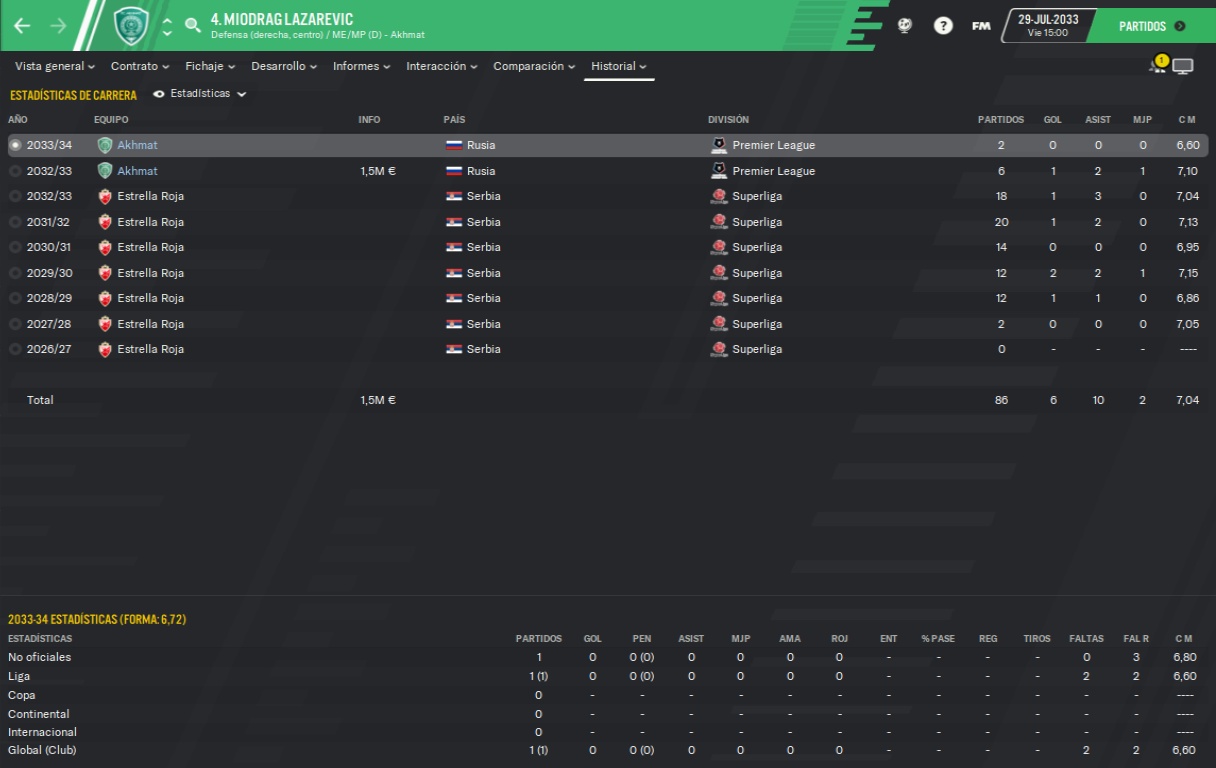 4. MIODRAG LAZAREVIC
Defensa (derecha, centro) / ME/MP (D) - Akhmat
? FM 29-JUL-2033
Vie 15:00
PARTIDOS
Vista general Contrato Fichaje Desarrollo Informes Interacción Comparación Historial
1
ESTADÍSTICAS DE CARRERA Estadísticas
AÑO EQUIPO INFO PAÍS DIVISIÓN PARTIDOS GOL ASIST MJP C M
2033/34 Akhmat Rusia Premier League 2 0 0 0 6,60
2032/33 Akhmat 1,5M € Rusia Premier League 6 1 2 1 7,10
2032/33 Estrella Roja Serbia Superliga 18 1 3 0 7,04
2031/32 Estrella Roja Serbia Superliga 20 1 2 0 7,13
2030/31 Estrella Roja Serbia Superliga 14 0 0 0 6,95
2029/30 Estrella Roja Serbia Superliga 12 2 2 1 7,15
2028/29 Estrella Roja Serbia Superliga 12 1 1 0 6,86
2027/28 Estrella Roja Serbia Superliga 2 0 0 0 7,05
2026/27 Estrella Roja Serbia Superliga 0 - - - ----
Total 1,5M € 86 6 10 2 7,04
2033-34 ESTADÍSTICAS (FORMA: 6,72)
ESTADÍSTICAS PARTIDOS GOL PEN ASIST MJP AMA ROJ ENT % PASE REG TIROS FALTAS FAL R C M
No oficiales 1 0 0 (0) 0 0 0 0 - - - - 0 3 6,80
Liga 1 (1) 0 0 (0) 0 0 0 0 - - - - 2 2 6,60
Copa 0 - - - - - - - - - - - - ----
Continental 0 - - - - - - - - - - - - ----
Internacional 0 - - - - - - - - - - - - ----
Global (Club) 1 (1) 0 0 (0) 0 0 0 0 - - - - 2 2 6,60